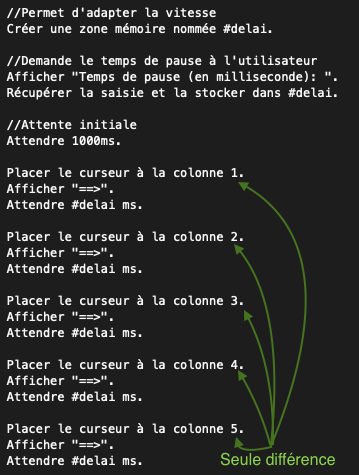 //Permet d'adapter la vitesse
Créer une zone mémoire nommée #delai.
//Demande le temps de pause à l'utilisateur
Afficher "Temps de pause (en milliseconde): ".
Récupérer la saisie et la stocker dans #delai.
//Attente initiale
Attendre 1000ms.
Placer le curseur à la colonne 1.
Afficher "==>".
Attendre #delai ms.
Placer le curseur à la colonne 2.
Afficher "==>".
Attendre #delai ms.
Placer le curseur à la colonne 3.
Afficher "==>".
Attendre #delai ms.
Placer le curseur à la colonne 4.
Afficher "==>".
Attendre #delai ms.
Placer le curseur à la colonne 5.
Afficher "==>".
Attendre #delai ms.
Seule différence